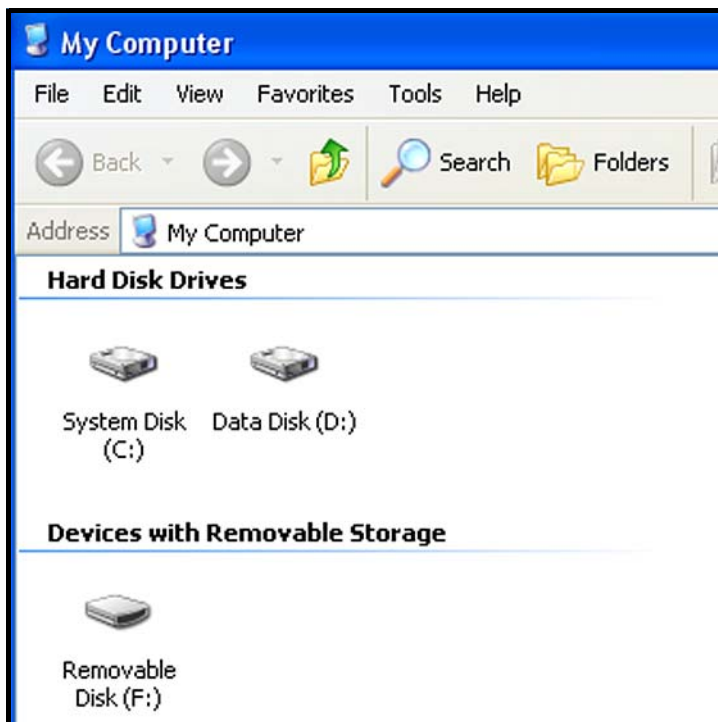 My Computer
File Edit View Favorites Tools Help
Back Search Folders
Address My Computer
Hard Disk Drives
System Disk (C:)
Data Disk (D:)
Devices with Removable Storage
Removable
Disk (F:)